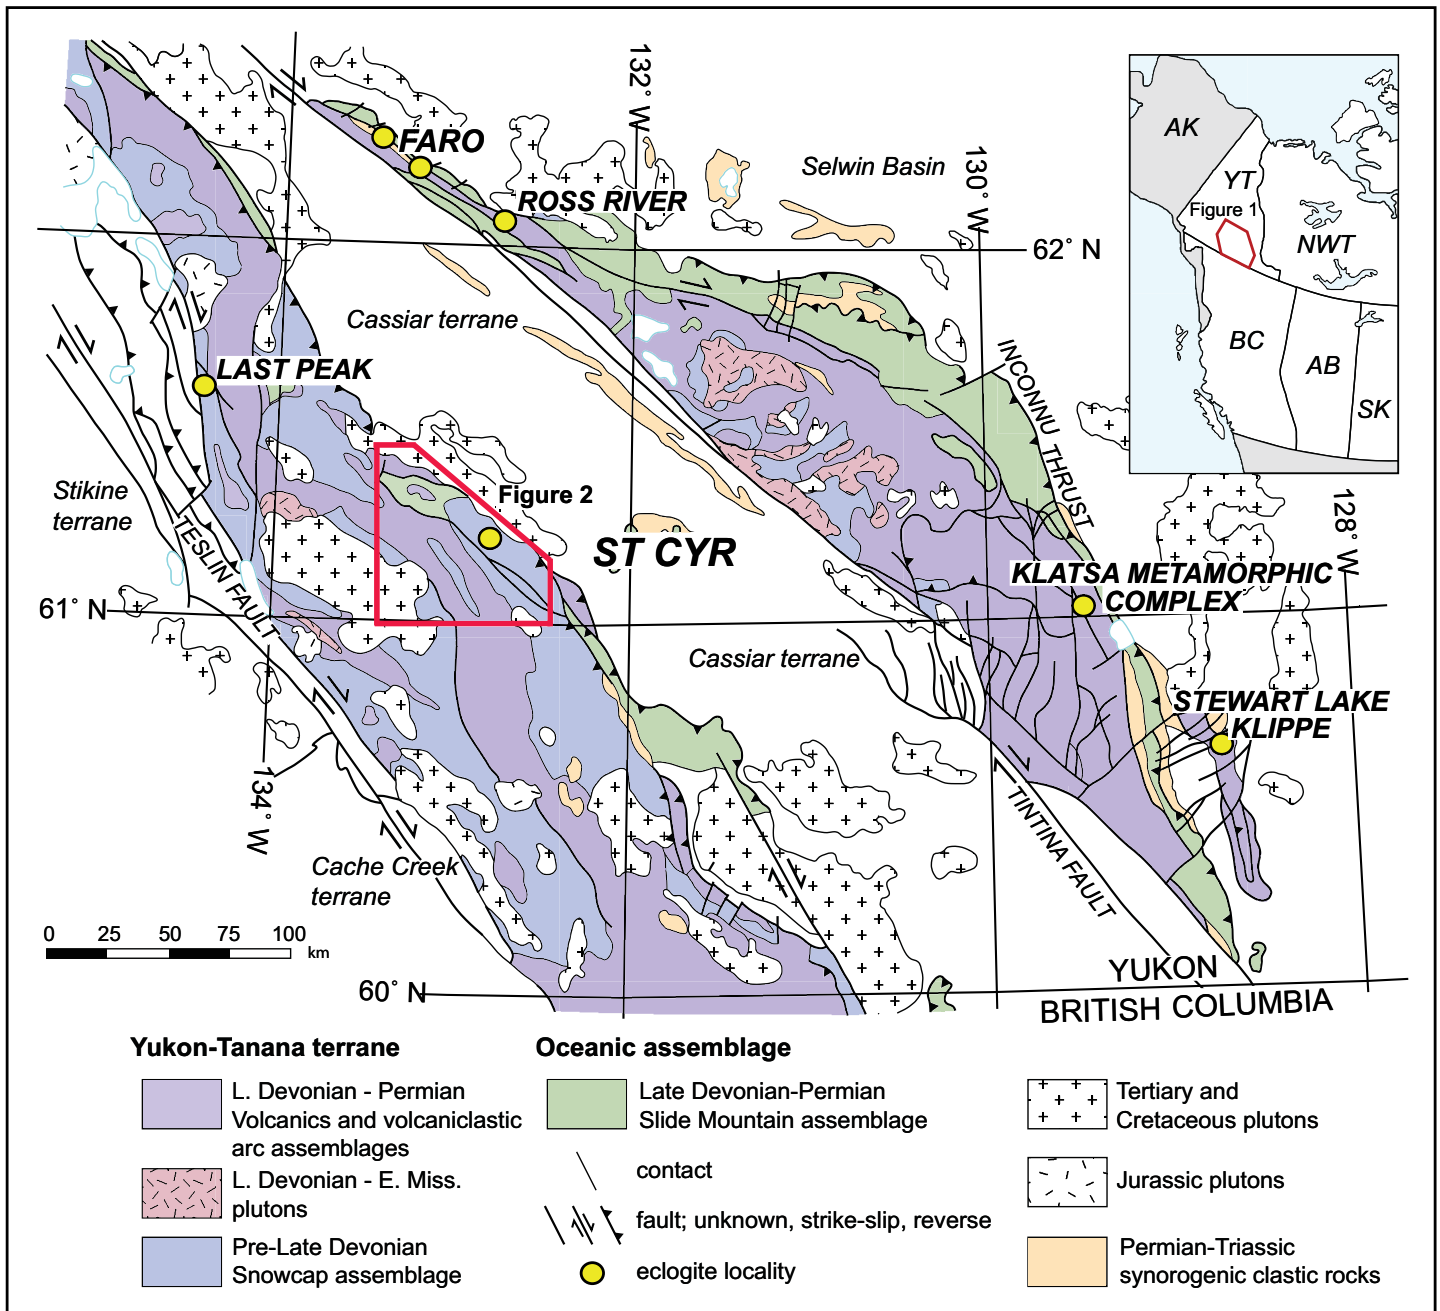 132° W
130° W
FARO
ROSS RIVER
Selwin Basin
62° N
Cassiar terrane
LAST PEAK
INCONNU THRUST
AK
YT
Figure 1
NWT
BC
AB
SK
Stikine
terrane
TESLIN FAULT
Figure 2
ST CYR
128° W
KLATSA METAMORPHIC
COMPLEX
61° N
Cassiar terrane
STEWART LAKE
KLIPPE
134° W
TINTINA FAULT
Cache Creek
terrane
0 25 50 75 100
km
60° N
YUKON
BRITISH COLUMBIA
Yukon-Tanana terrane
L. Devonian - Permian
Volcanics and volcaniclastic
arc assemblages
L. Devonian - E. Miss.
plutons
Pre-Late Devonian
Snowcap assemblage
Oceanic assemblage
Late Devonian-Permian
Slide Mountain assemblage
contact
fault; unknown, strike-slip, reverse
eclogite locality
Tertiary and
Cretaceous plutons
Jurassic plutons
Permian-Triassic
synorogenic clastic rocks